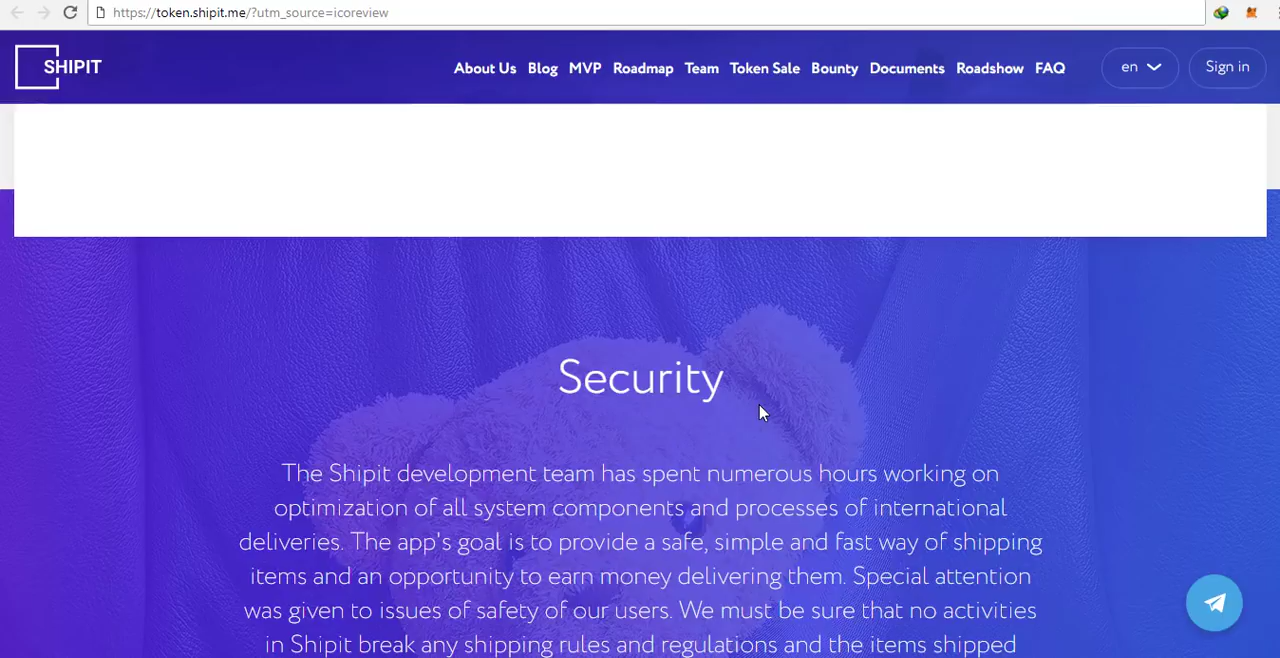 https://token.shipit.me/?utm_source=icoreview
SHIPIT
About Us Blog MVP Roadmap Team Token Sale Bounty Documents Roadshow FAQ en Sign in
Security
The Shipit development team has spent numerous hours working on
optimization of all system components and processes of international
deliveries. The app's goal is to provide a safe, simple and fast way of shipping
items and an opportunity to earn money delivering them. Special attention
was given to issues of safety of our users. We must be sure that no activities
in Shipit break any shipping rules and regulations and the items shipped